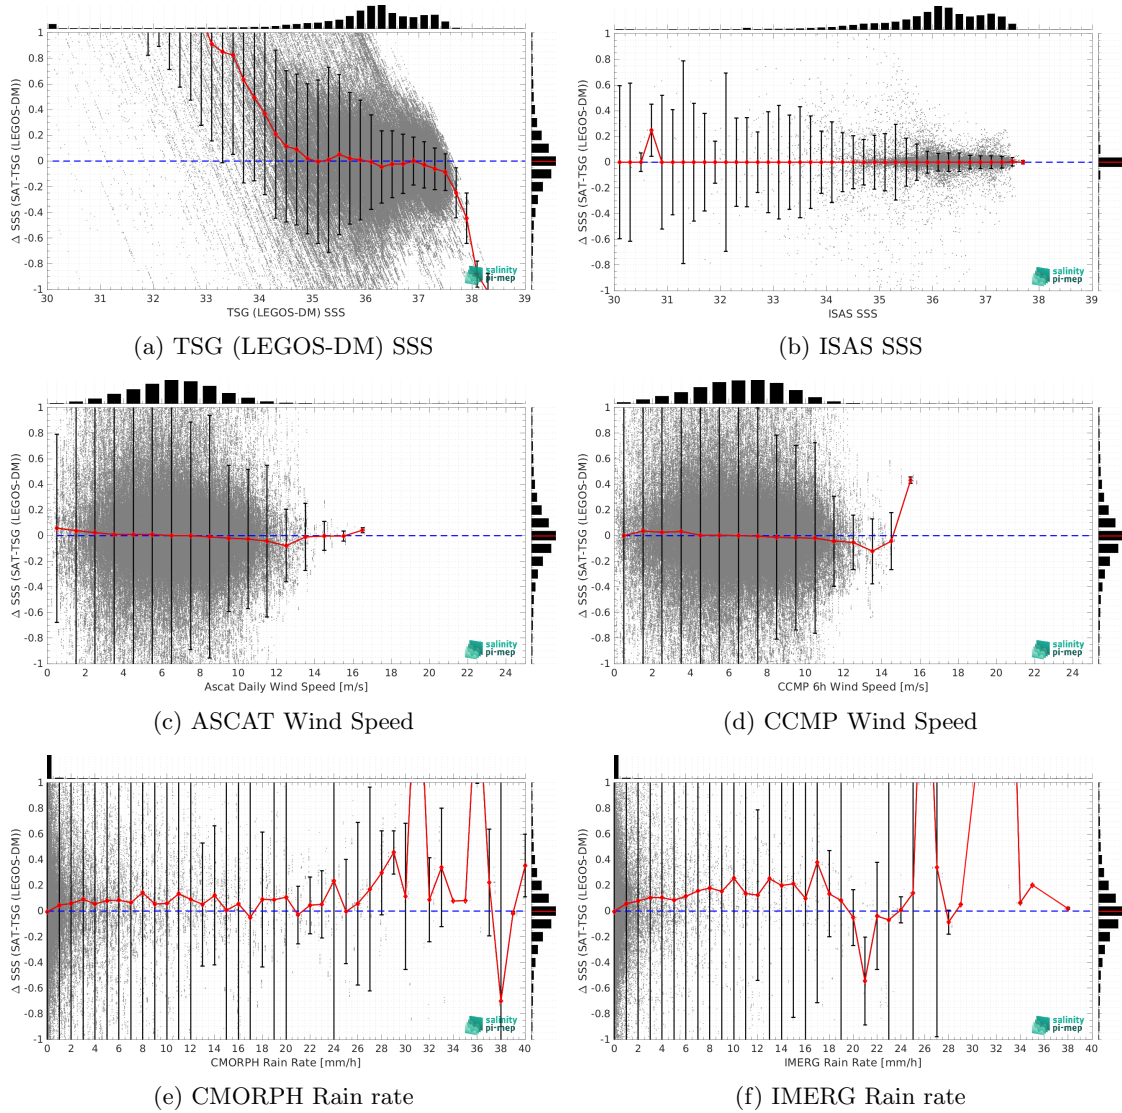 1
0.8
0.6
0.4
0.2
0
-0.2
-0.4
-0.6
-0.8
-1
Δ SSS (SAT-TSG (LEGOS-DM))
30 31 32 33 34 35 36 37 38 39
TSG (LEGOS-DM) SSS
salinity
pi-mep
(a) TSG (LEGOS-DM) SSS
1
0.8
0.6
0.4
0.2
0
-0.2
-0.4
-0.6
-0.8
-1
Δ SSS (SAT-TSG (LEGOS-DM))
30 31 32 33 34 35 36 37 38 39
ISAS SSS
salinity
pi-mep
(b) ISAS SSS
1
0.8
0.6
0.4
0.2
0
-0.2
-0.4
-0.6
-0.8
-1
Δ SSS (SAT-TSG (LEGOS-DM))
0 2 4 6 8 10 12 14 16 18 20 22 24
Ascat Daily Wind Speed [m/s]
salinity
pi-mep
(c) ASCAT Wind Speed
1
0.8
0.6
0.4
0.2
0
-0.2
-0.4
-0.6
-0.8
-1
Δ SSS (SAT-TSG (LEGOS-DM))
0 2 4 6 8 10 12 14 16 18 20 22 24
CCMP 6h Wind Speed [m/s]
salinity
pi-mep
(d) CCMP Wind Speed
1
0.8
0.6
0.4
0.2
0
-0.2
-0.4
-0.6
-0.8
-1
Δ SSS (SAT-TSG (LEGOS-DM))
0 2 4 6 8 10 12 14 16 18 20 22 24 26 28 30 32 34 36 38 40
CMORPH Rain Rate [mm/h]
salinity
pi-mep
(e) CMORPH Rain rate
1
0.8
0.6
0.4
0.2
0
-0.2
-0.4
-0.6
-0.8
-1
Δ SSS (SAT-TSG (LEGOS-DM))
0 2 4 6 8 10 12 14 16 18 20 22 24 26 28 30 32 34 36 38 40
IMERG Rain Rate [mm/h]
salinity
pi-mep
(f) IMERG Rain rate